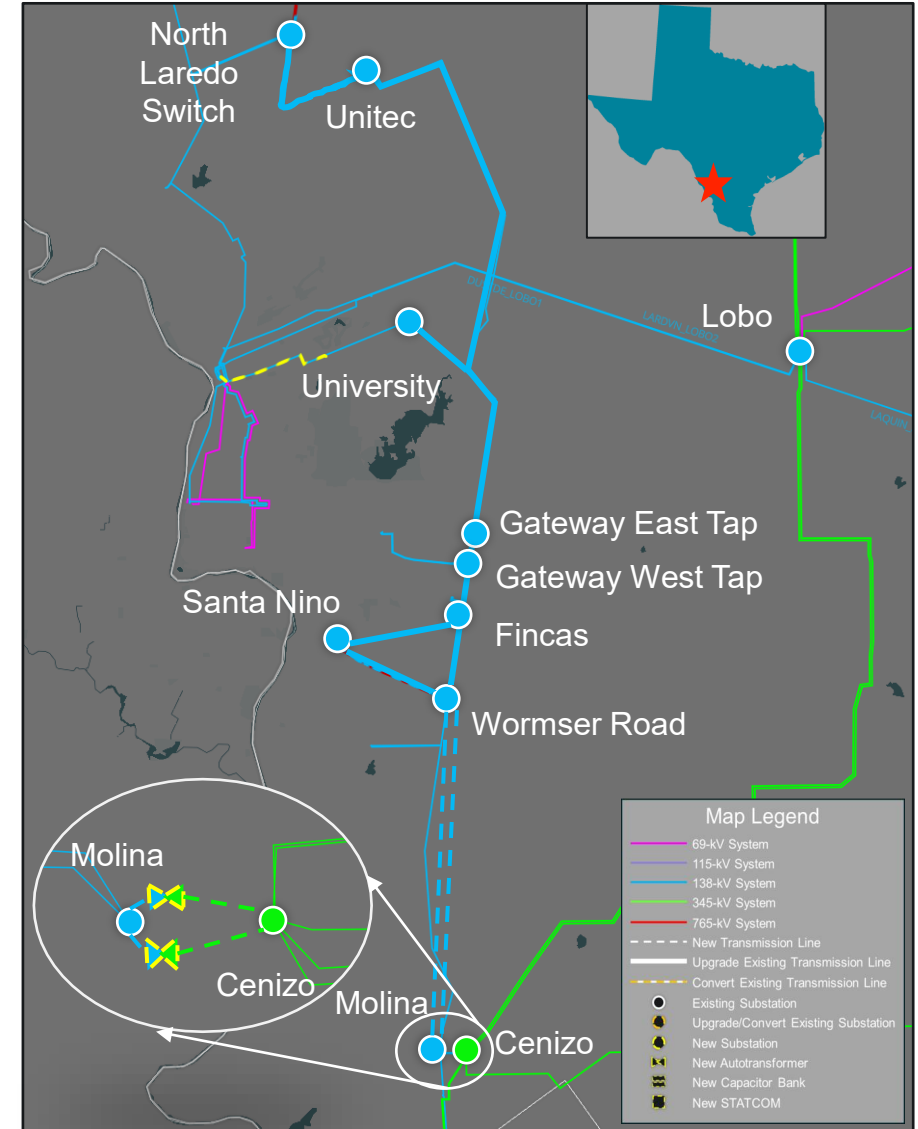 North
Laredo
Switch
Unitec
DUPTOS_LOBO1
LARDVN_LOBO2
Lobo
University
LAQUIN_
Gateway East Tap
Gateway West Tap
Santa Nino
Fincas
Wormser Road
Molina
Cenizo
Molina
Cenizo
Map Legend
69-kV System
115-kV System
138-kV System
345-kV System
765-kV System
New Transmission Line
Upgrade Existing Transmission Line
Convert Existing Transmission Line
Existing Substation
Upgrade/Convert Existing Substation
New Substation
New Autotransformer
New Capacitor Bank
New STATCOM